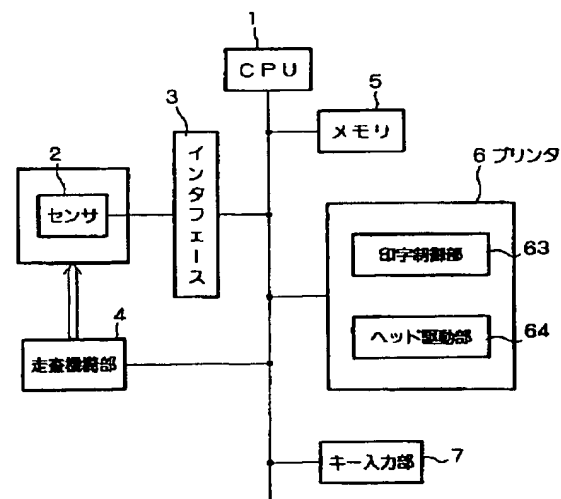 1
CPU
5
メモリ
3
インタフェース
2
センサ
6 プリンタ
印字制御部
63
ヘッド駆動部
64
4
走査機構部
キー入力部
7